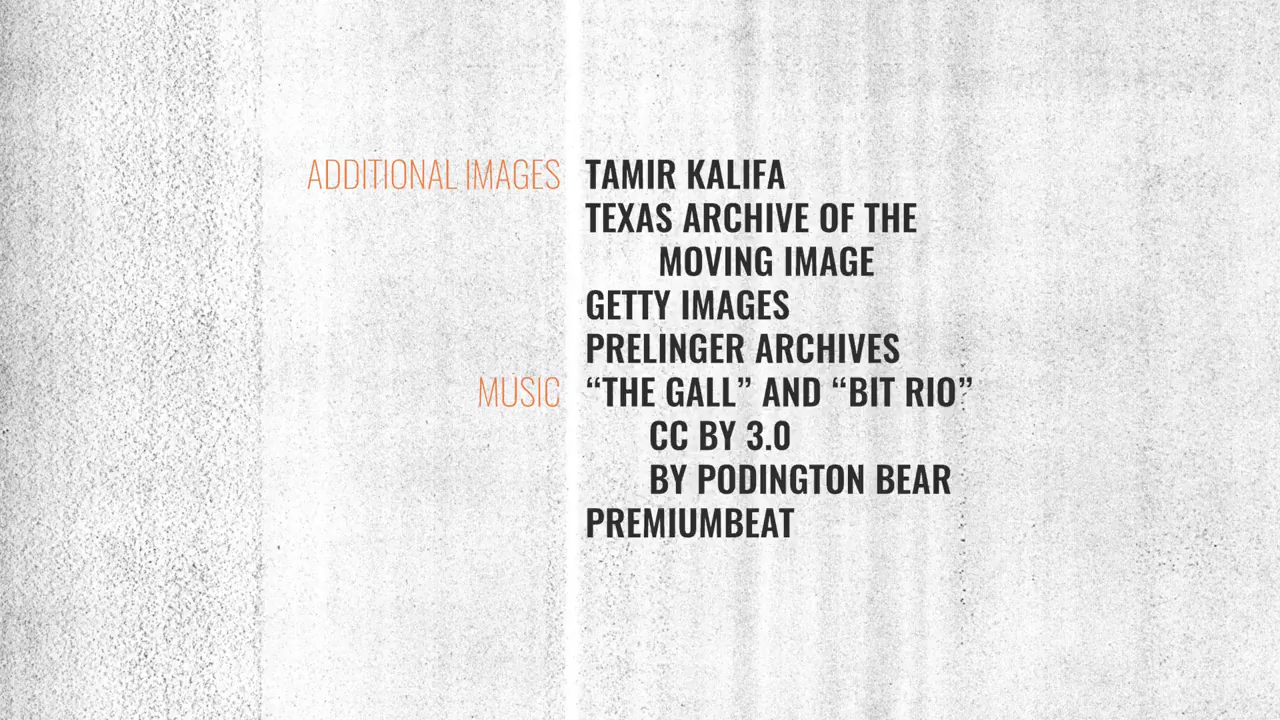 ADDITIONAL IMAGES TAMIR KALIFA
TEXAS ARCHIVE OF THE
MOVING IMAGE
GETTY IMAGES
PRELINGER ARCHIVES
MUSIC “THE GALL” AND “BIT RIO”
CC BY 3.0
BY PODINGTON BEAR
PREMIUMBEAT